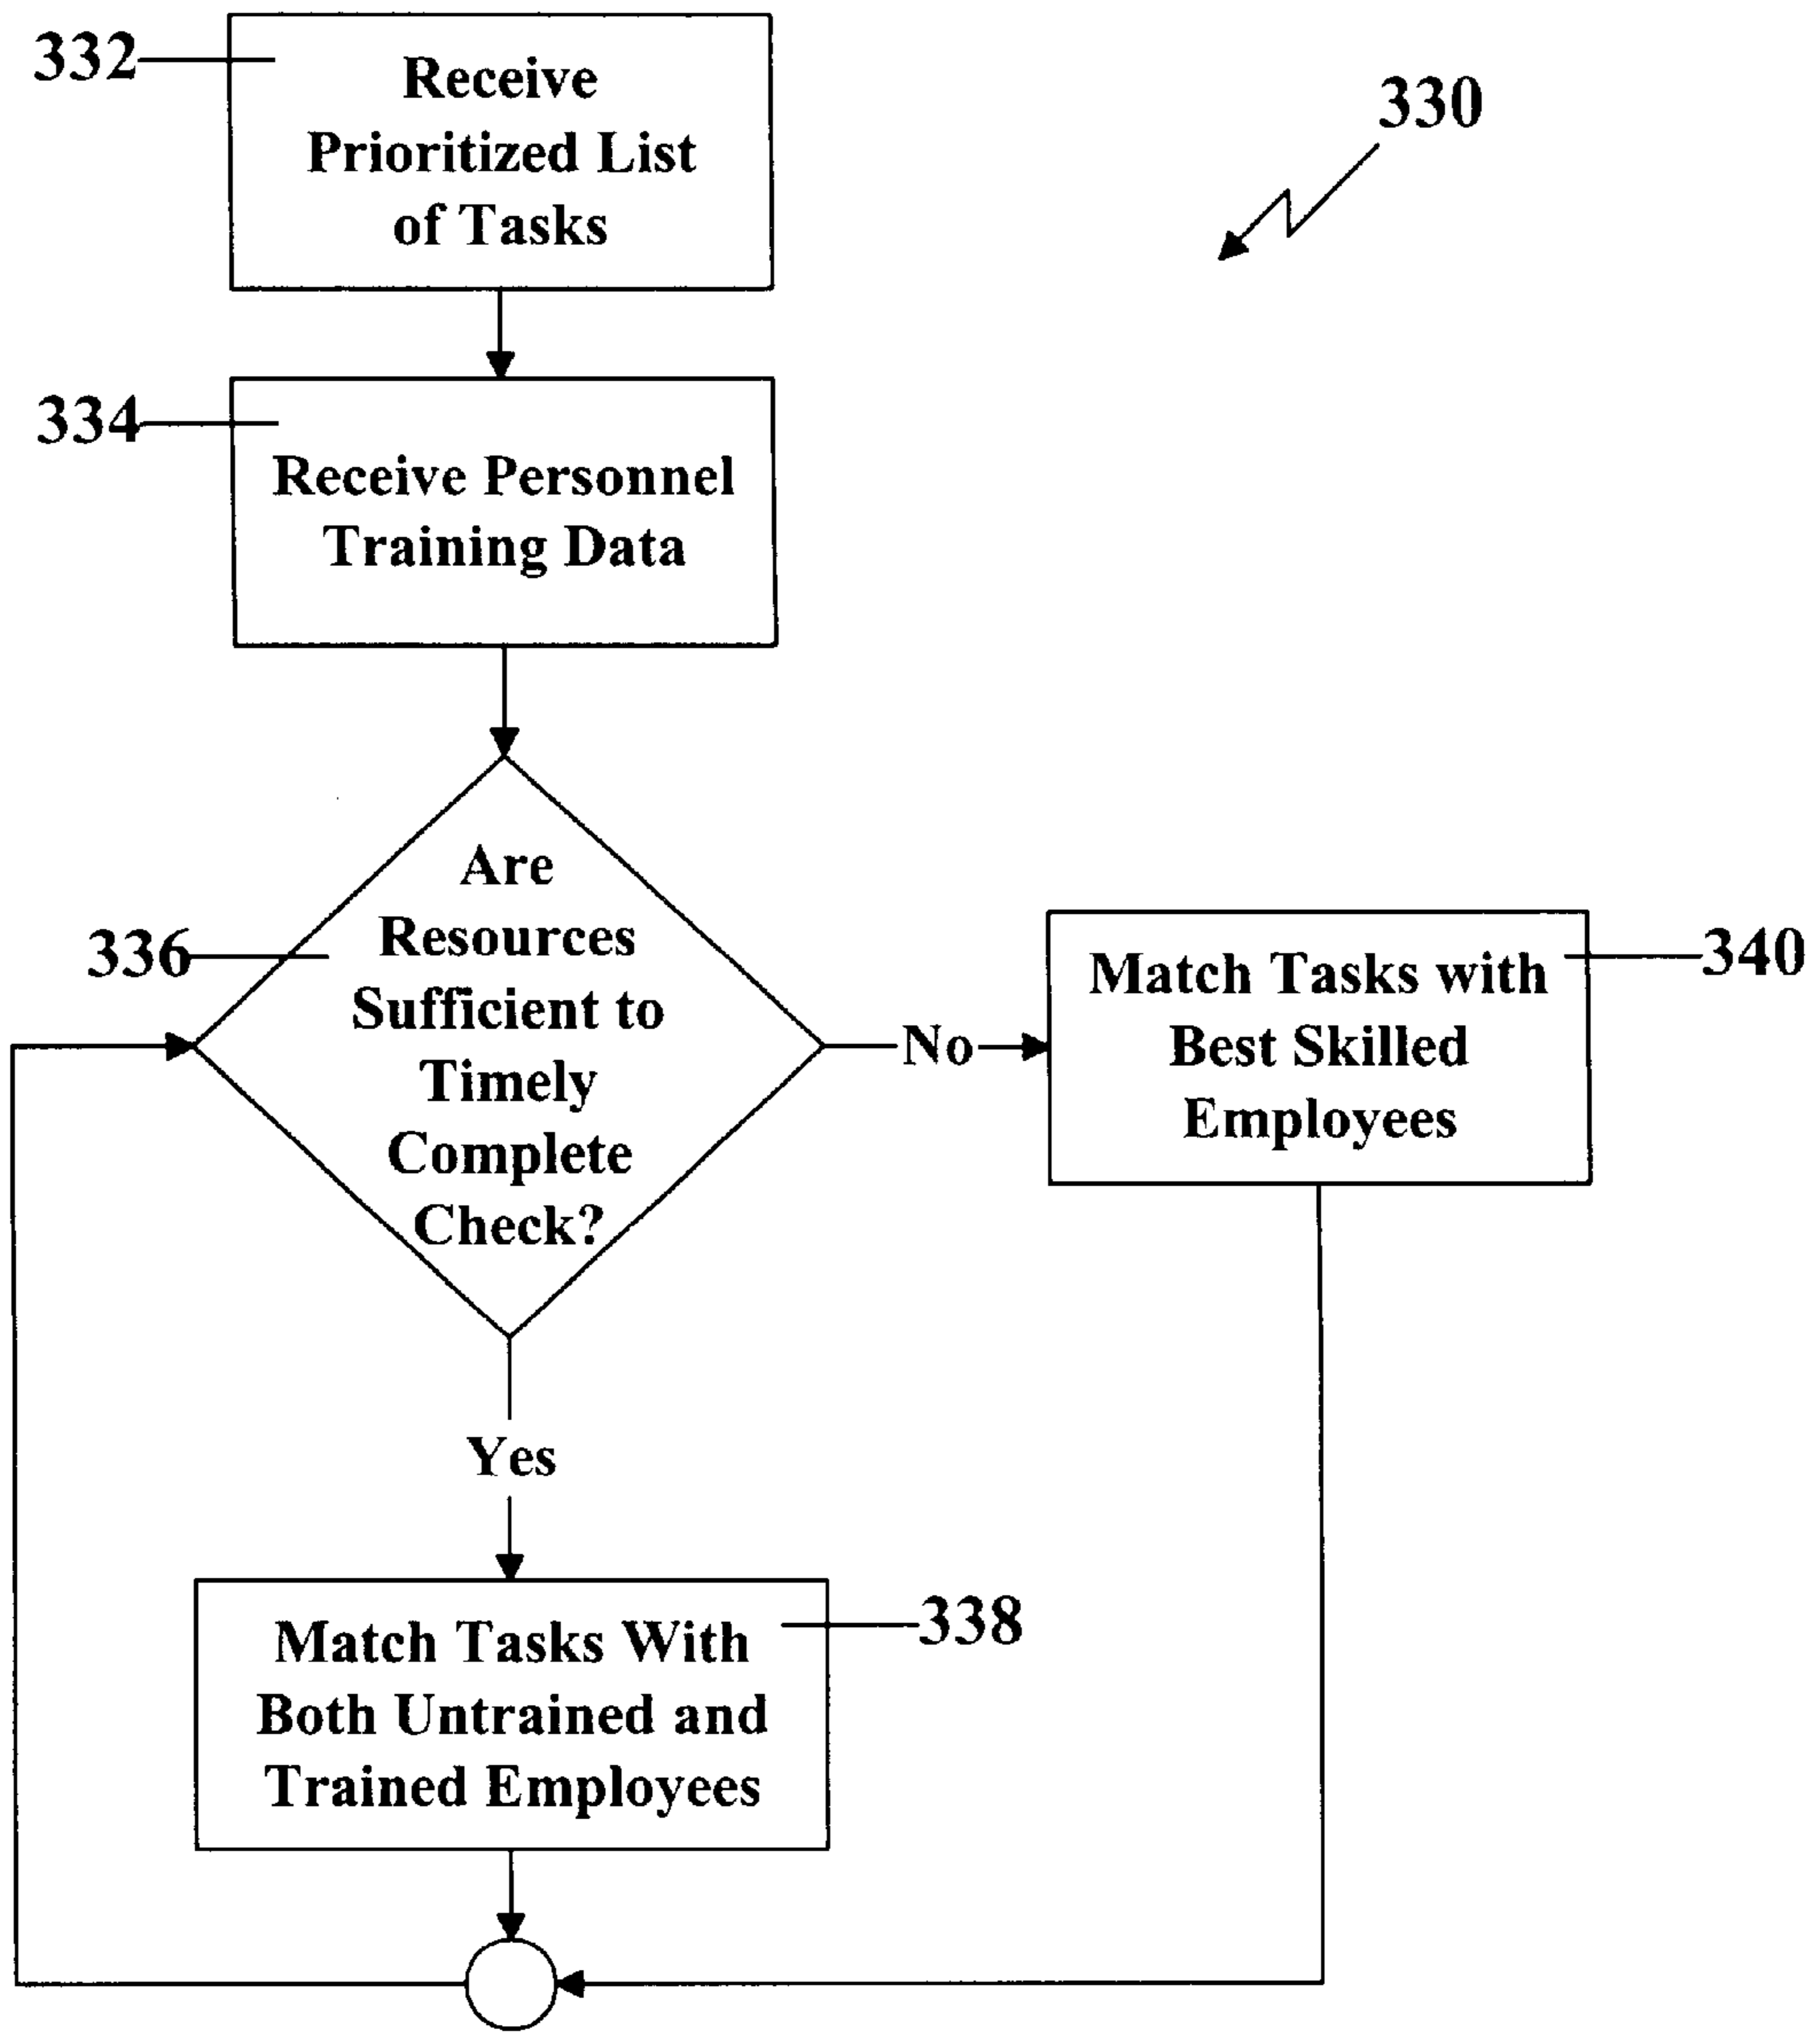 332
Receive
Prioritized List
of Tasks
330
334
Receive Personnel
Training Data
336
Are
Resources
Sufficient to
Timely
Complete
Check?
No
Match Tasks with
Best Skilled
Employees
340
Yes
Match Tasks With
Both Untrained and
Trained Employees
338